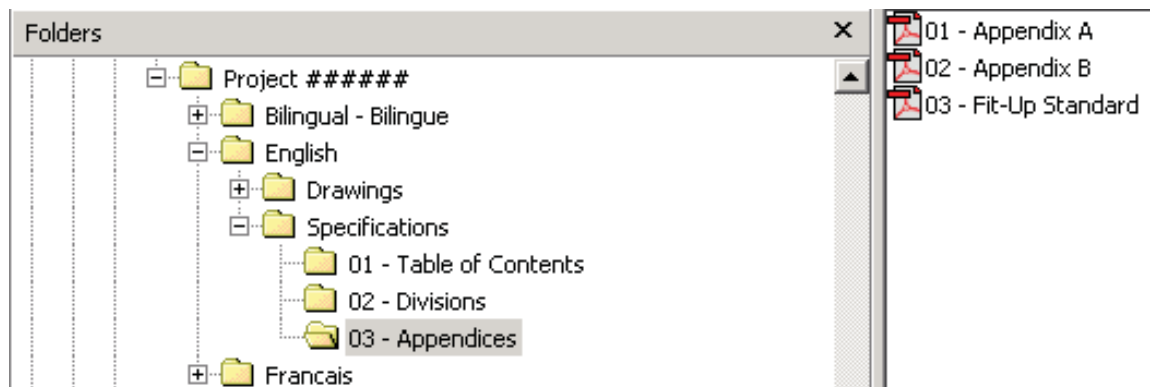 Folders
Project ######
Bilingual - Bilingue
English
Drawings
Specifications
01 - Table of Contents
02 - Divisions
03 - Appendices
Francais
01 - Appendix A
02 - Appendix B
03 - Fit-Up Standard